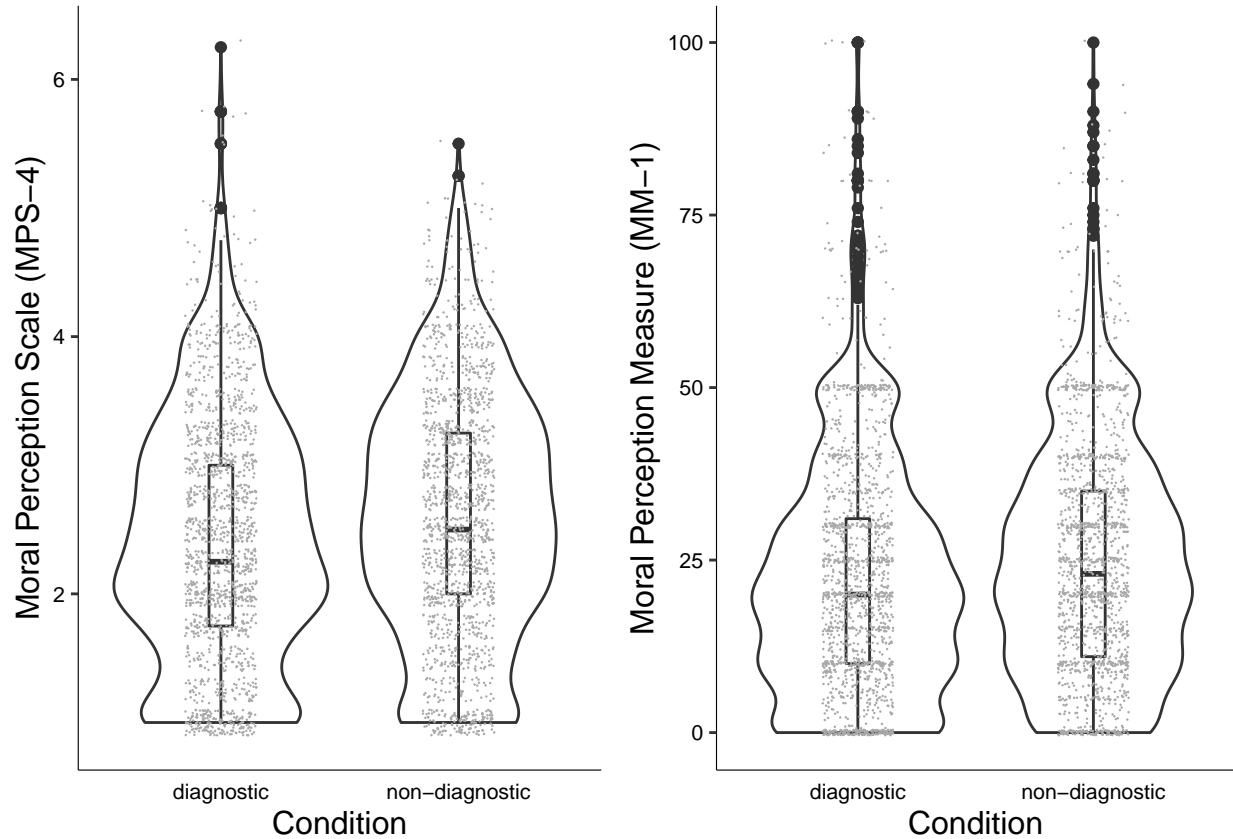 Moral Perception Scale (MPS−4)
6
4
2
diagnostic
non−diagnostic
Condition
Moral Perception Measure (MM−1)
100
75
50
25
0
diagnostic
non−diagnostic
Condition